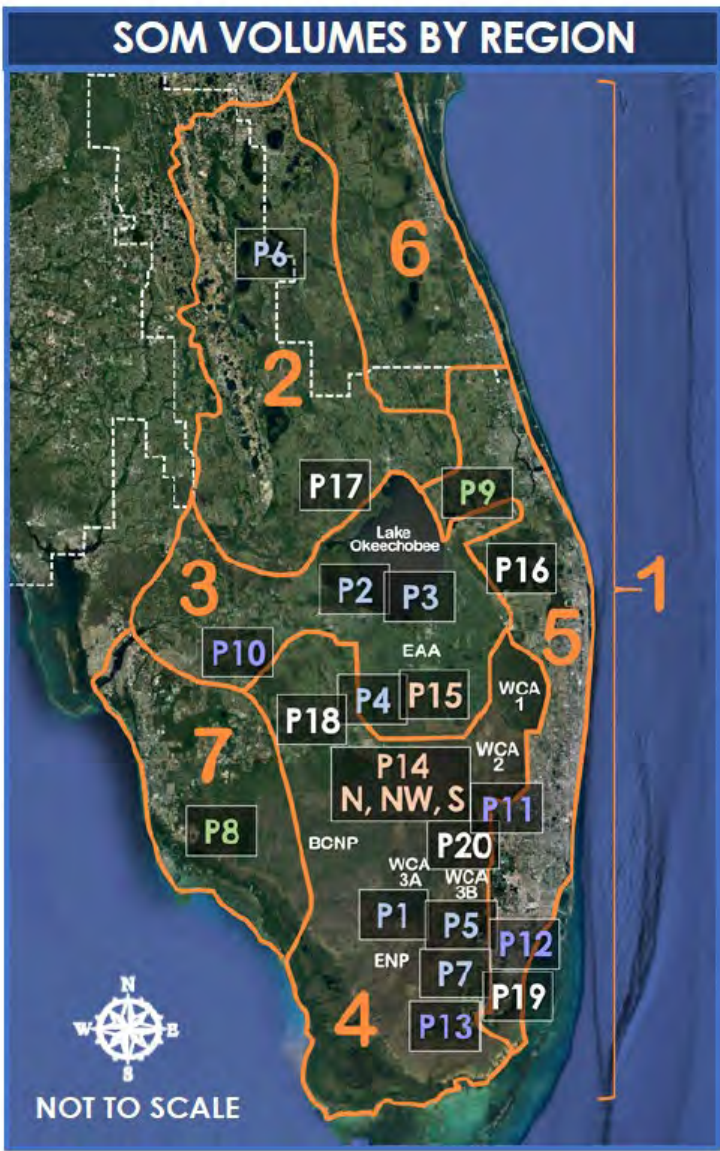 SOM VOLUMES BY REGION
P6
6
2
P17
P9
Lake
Okeechobee
P16
P2
P3
3
1
5
P10
EAA
P4
P15
WCA
1
P18
7
WCA
2
P14
N, NW, S
P11
P8
BCNP
P20
WCA
3A
WCA
3B
P1
P5
P12
ENP
P7
P19
4
P13
N
W
E
S
NOT TO SCALE